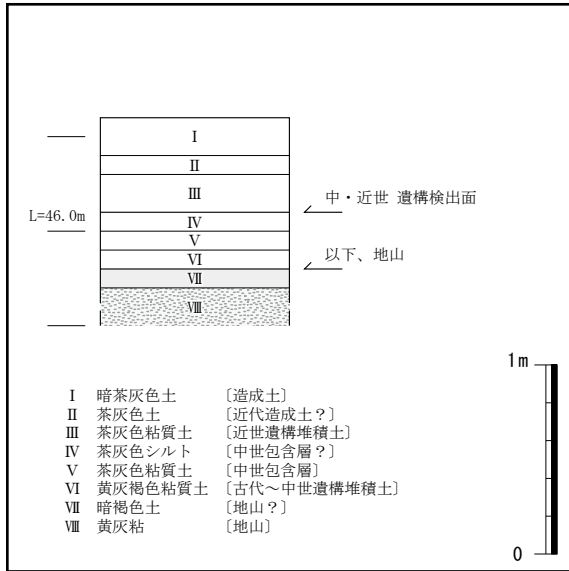 Ⅰ
Ⅱ
Ⅲ
中・近世 遺構検出面
L=46.0m
Ⅳ
Ⅴ
Ⅵ
以下、地山
Ⅶ
Ⅷ
1m
Ⅰ 暗茶灰色土 〔造成土〕
Ⅱ 茶灰色土 〔近代造成土？〕
Ⅲ 茶灰色粘質土 〔近世遺構堆積土〕
Ⅳ 茶灰色シルト 〔中世包含層？〕
Ⅴ 茶灰色粘質土 〔中世包含層〕
Ⅵ 黄灰褐色粘質土 〔古代～中世遺構堆積土〕
Ⅶ 暗褐色土 〔地山？〕
Ⅷ 黄灰粘 〔地山〕
0